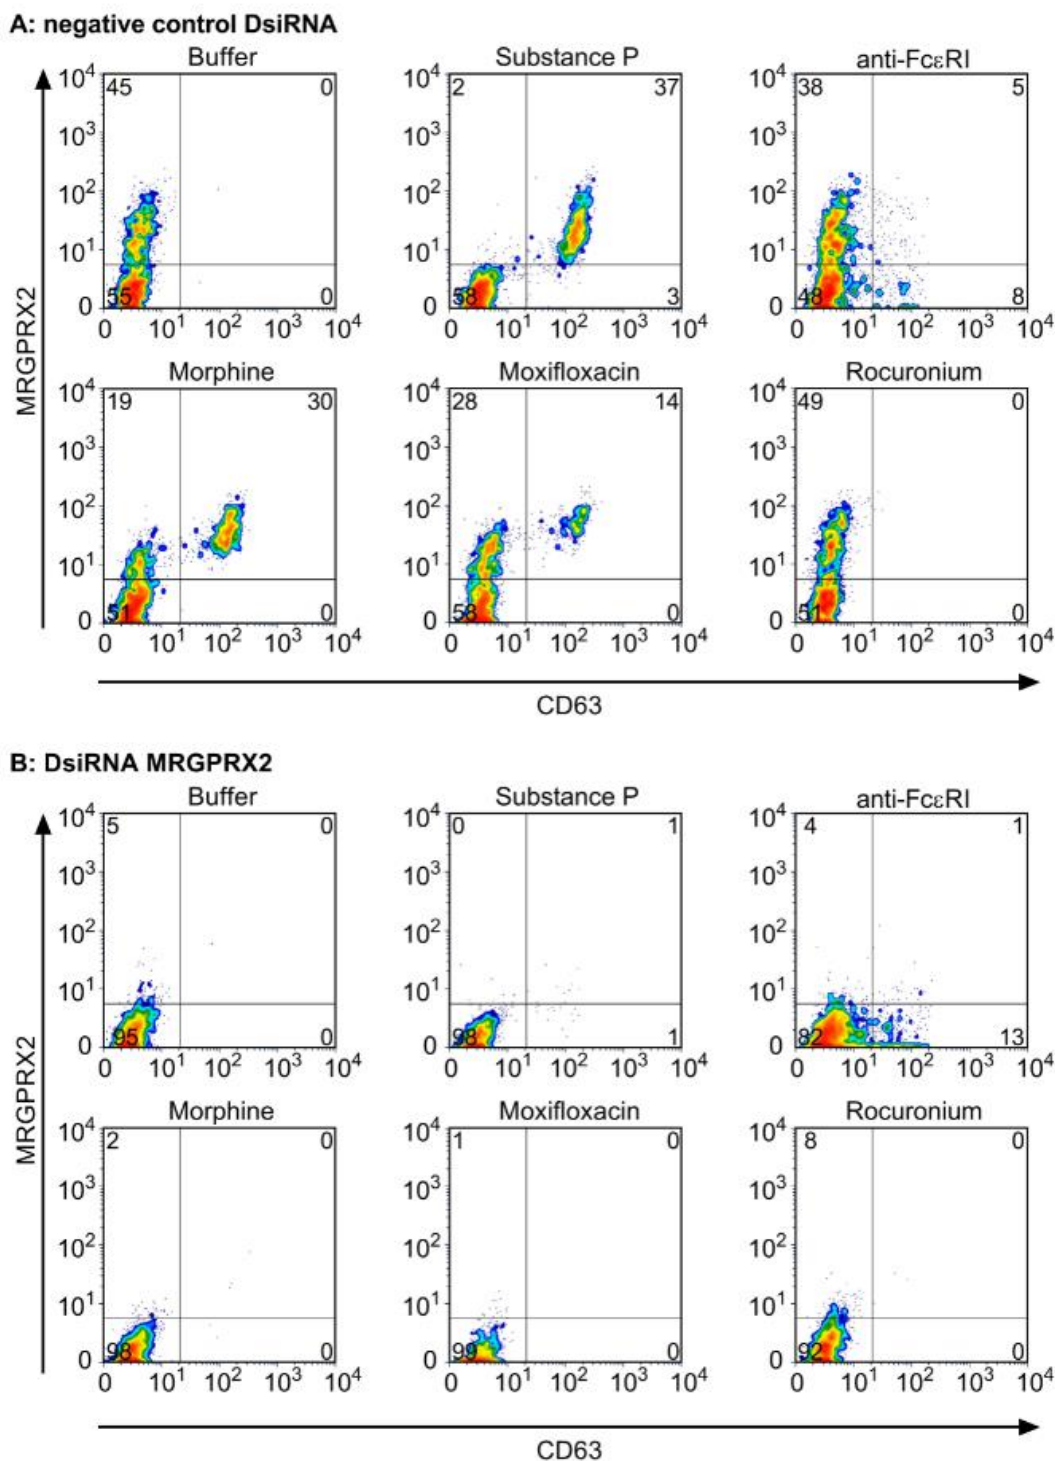 A: negative control DsiRNA
Buffer Substance P anti-FcεRI
10⁴ 45 0 10⁴ 2 37 10⁴ 38 5
10³ 10³ 10³
10² 10² 10²
10¹ 10¹ 10¹
0 55 0 0 58 3 0 48 8
0 10¹ 10² 10³ 10⁴ 0 10¹ 10² 10³ 10⁴ 0 10¹ 10² 10³ 10⁴
MRGPRX2
Morphine Moxifloxacin Rocuronium
10⁴ 19 30 10⁴ 28 14 10⁴ 49 0
10³ 10³ 10³
10² 10² 10²
10¹ 10¹ 10¹
0 51 0 0 58 0 0 51 0
0 10¹ 10² 10³ 10⁴ 0 10¹ 10² 10³ 10⁴ 0 10¹ 10² 10³ 10⁴
CD63
B: DsiRNA MRGPRX2
Buffer Substance P anti-FcεRI
10⁴ 5 0 10⁴ 0 1 10⁴ 4 1
10³ 10³ 10³
10² 10² 10²
10¹ 10¹ 10¹
0 95 0 0 98 1 0 82 13
0 10¹ 10² 10³ 10⁴ 0 10¹ 10² 10³ 10⁴ 0 10¹ 10² 10³ 10⁴
MRGPRX2
Morphine Moxifloxacin Rocuronium
10⁴ 2 0 10⁴ 1 0 10⁴ 8 0
10³ 10³ 10³
10² 10² 10²
10¹ 10¹ 10¹
0 98 0 0 99 0 0 92 0
0 10¹ 10² 10³ 10⁴ 0 10¹ 10² 10³ 10⁴ 0 10¹ 10² 10³ 10⁴
CD63